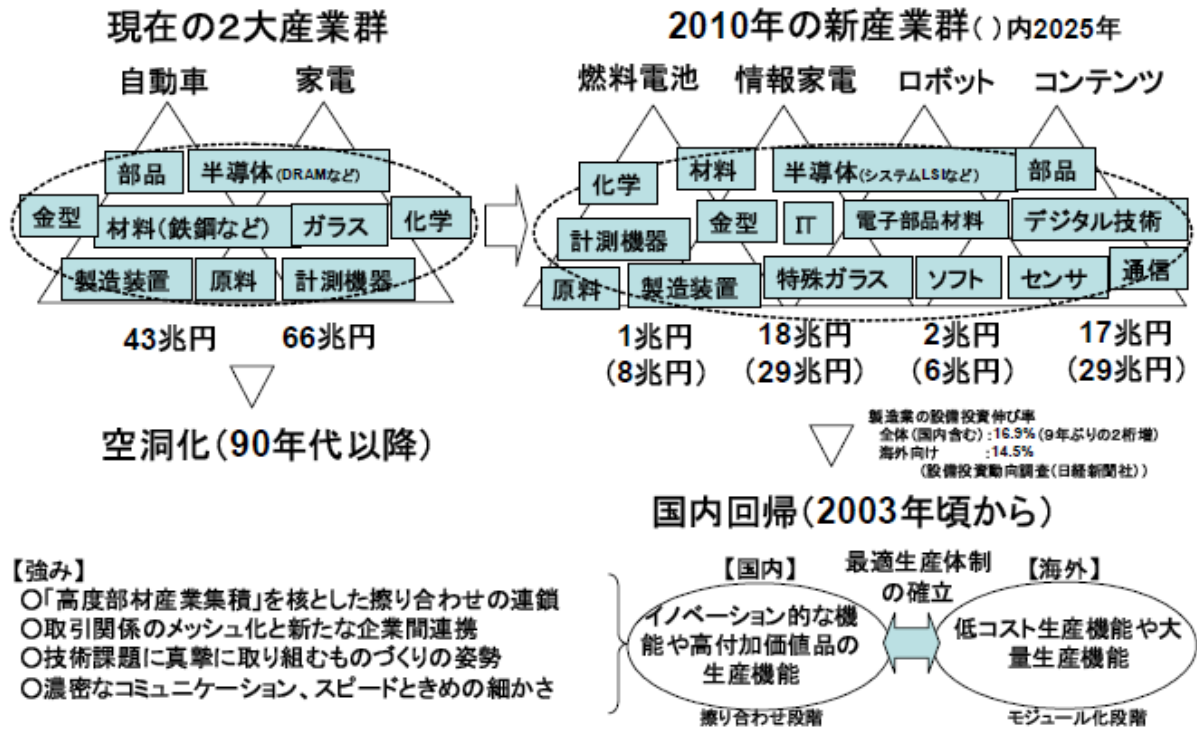 現在の2大産業群
自動車
家電
部品
半導体(DRAMなど)
金型
材料(鉄鋼など)
ガラス
化学
製造装置
原料
計測機器
43兆円
66兆円
空洞化(90年代以降)
2010年の新産業群( )内2025年
燃料電池
情報家電
ロボット
コンテンツ
化学
材料
半導体(システムLSIなど)
部品
計測機器
金型
IT
電子部品材料
デジタル技術
原料
製造装置
特殊ガラス
ソフト
センサ
通信
1兆円
(8兆円)
18兆円
(29兆円)
2兆円
(6兆円)
17兆円
(29兆円)
製造業の設備投資伸び率
全体(国内含む):16.9%(9年ぶりの2桁増)
海外向け :14.5%
(設備投資動向調査(日経新聞社))
国内回帰(2003年頃から)
【強み】
○「高度部材産業集積」を核とした擦り合わせの連鎖
○取引関係のメッシュ化と新たな企業間連携
○技術課題に真摯に取り組むものづくりの姿勢
○濃密なコミュニケーション、スピードときめの細かさ
【国内】
イノベーション的な機
能や高付加価値品の
生産機能
擦り合わせ段階
最適生産体制
の確立
【海外】
低コスト生産機能や大
量生産機能
モジュール化段階